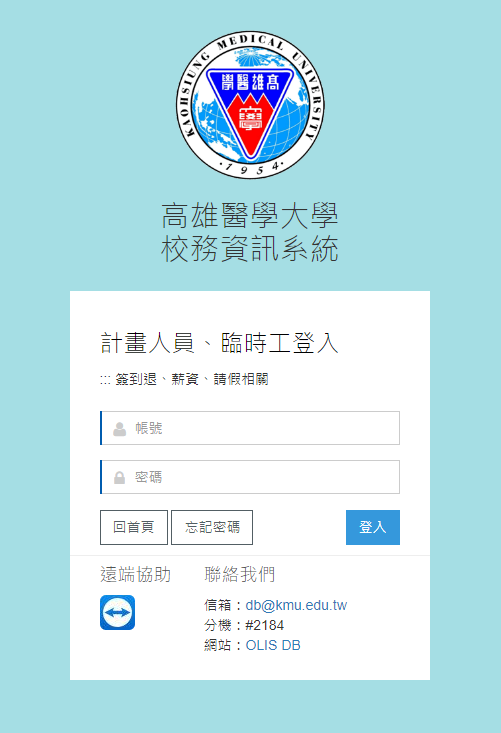 KAOHSIUNG MEDICAL UNIVERSITY
學醫雄高
·1954·
高雄醫學大學
校務資訊系統
計畫人員、臨時工登入
::: 簽到退、薪資、請假相關
帳號
密碼
回首頁 忘記密碼 登入
遠端協助 聯絡我們
信箱：db@kmu.edu.tw
分機：#2184
網站：OLIS DB